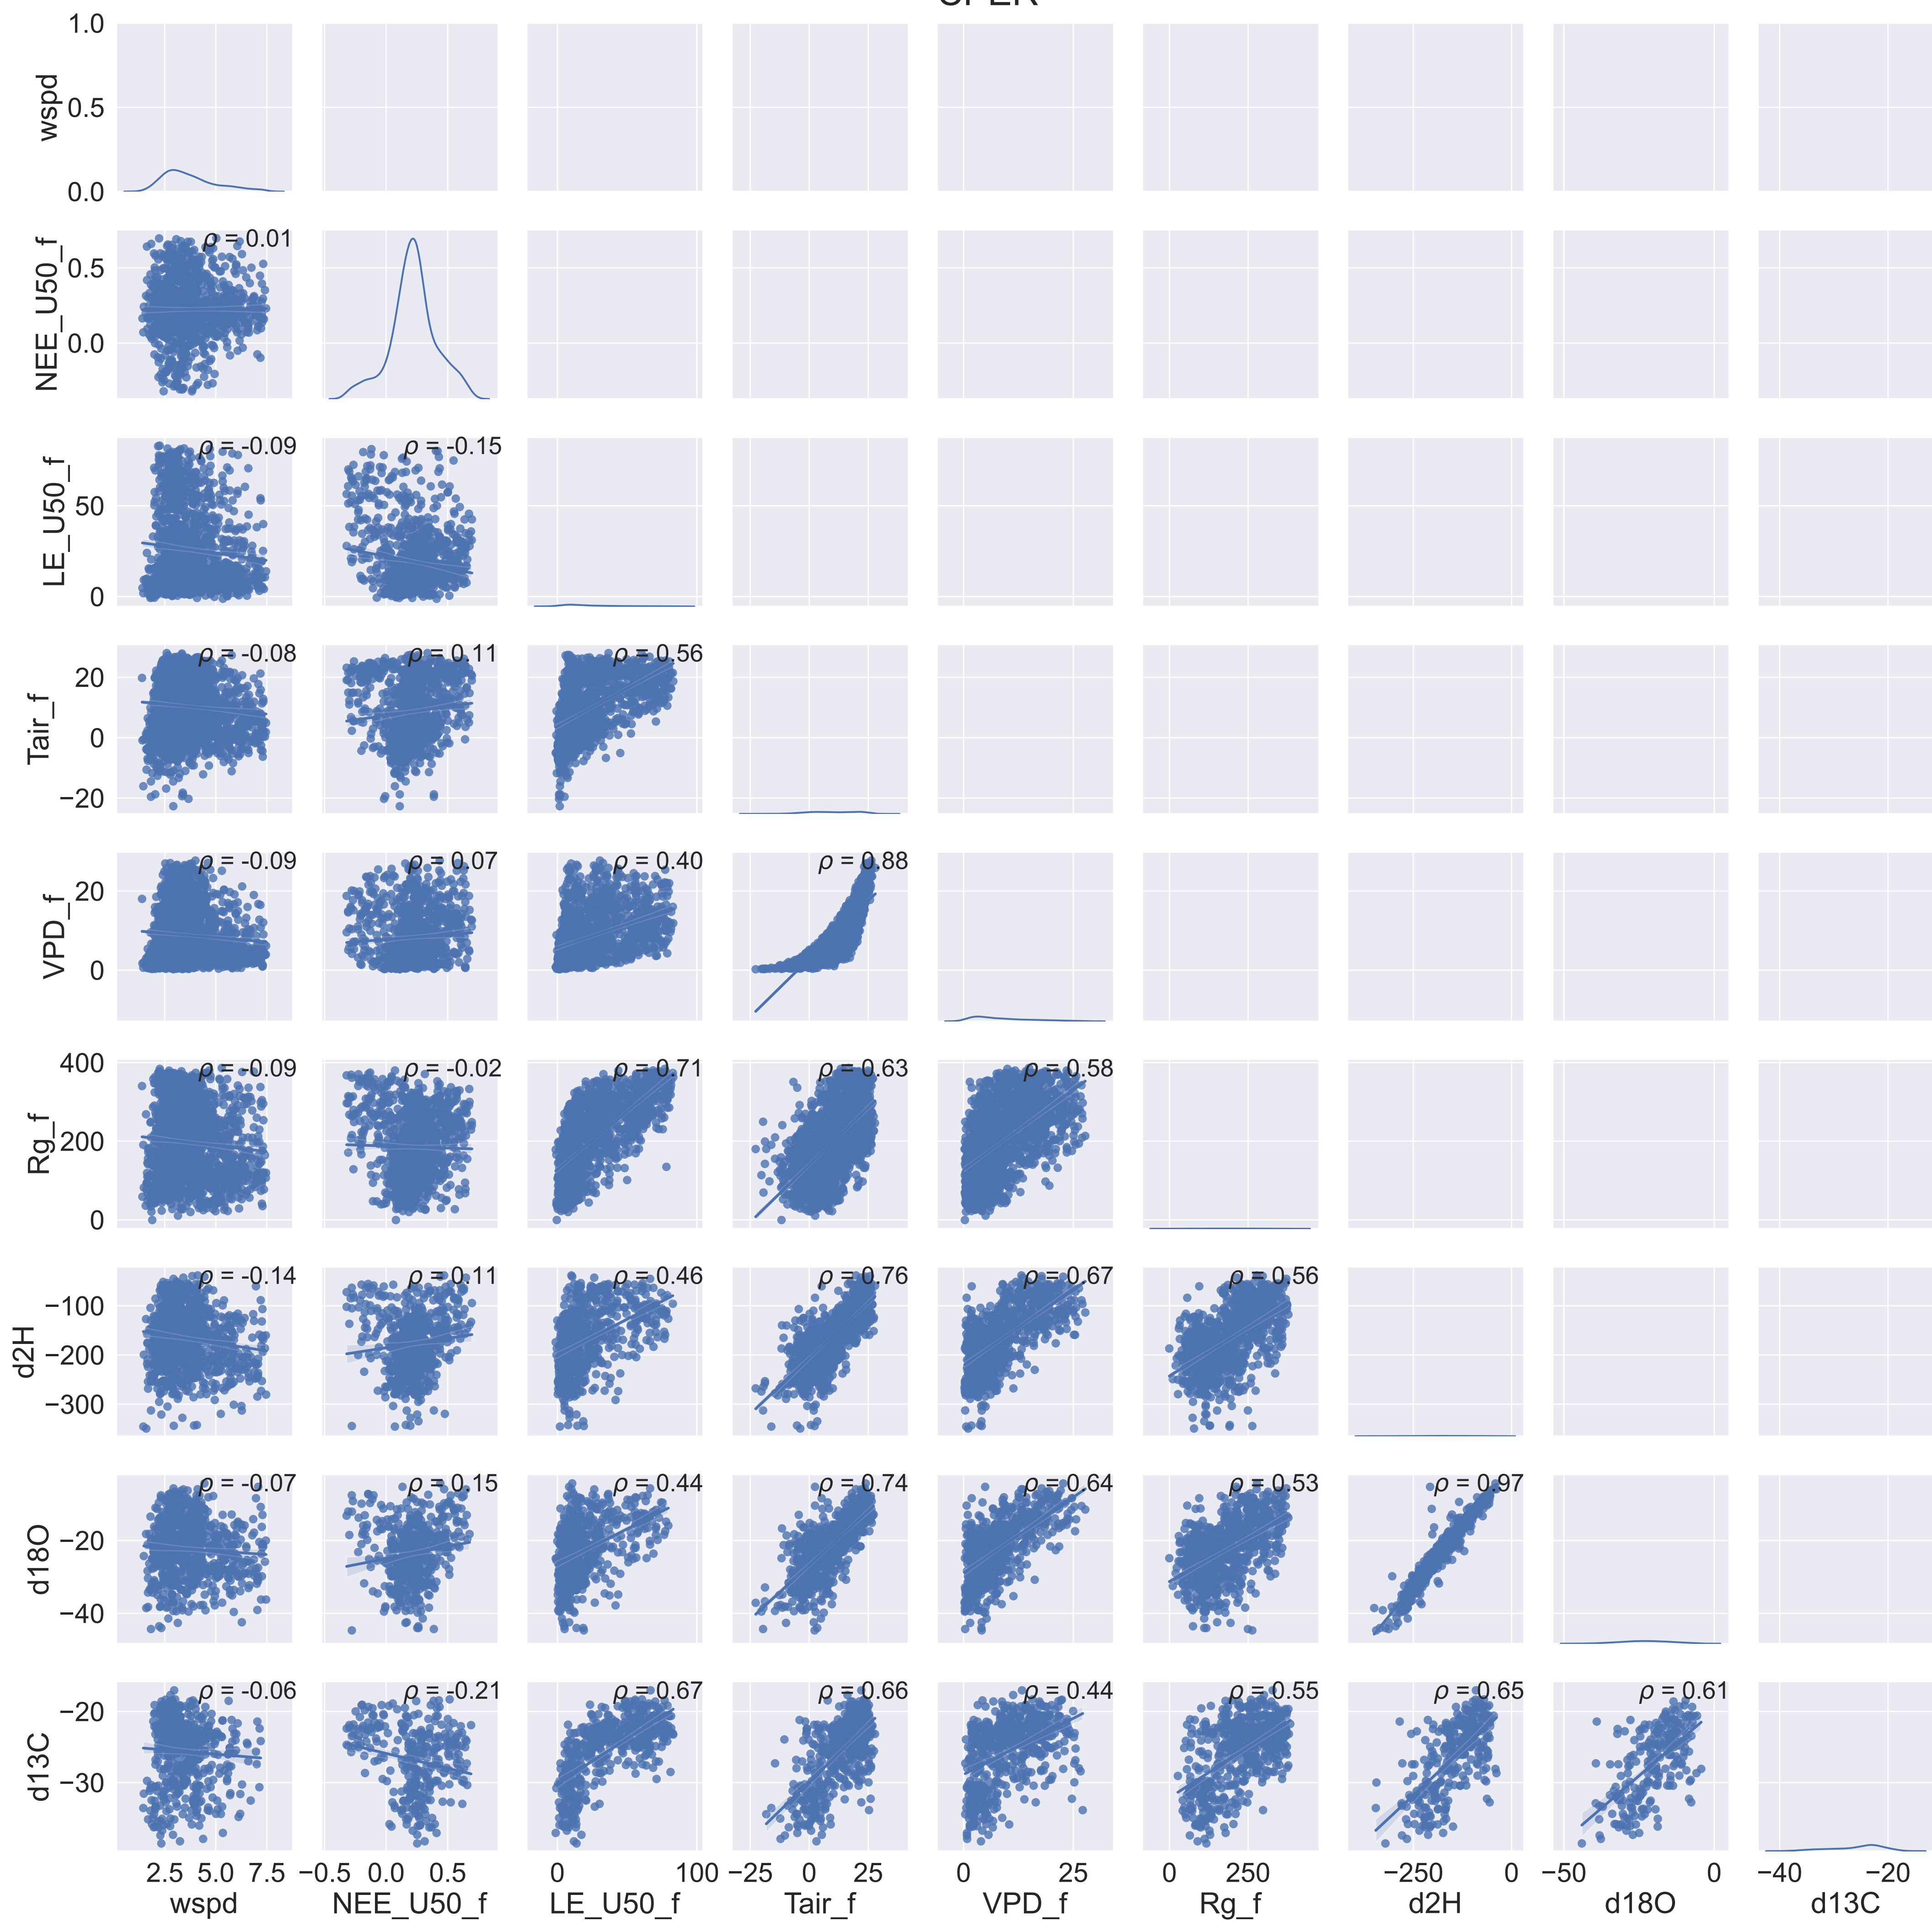 1.0
wspd
0.5
0.0
NEE_U50_f
0.5
0.0
ρ = 0.01
LE_U50_f
50
0
ρ = -0.09
ρ = -0.15
Tair_f
20
0
−20
ρ = -0.08
ρ = 0.11
ρ = 0.56
VPD_f
20
0
ρ = -0.09
ρ = 0.07
ρ = 0.40
ρ = 0.88
Rg_f
400
200
0
ρ = -0.09
ρ = -0.02
ρ = 0.71
ρ = 0.63
ρ = 0.58
d2H
−100
−200
−300
ρ = -0.14
ρ = 0.11
ρ = 0.46
ρ = 0.76
ρ = 0.67
ρ = 0.56
d18O
−20
−40
ρ = -0.07
ρ = 0.15
ρ = 0.44
ρ = 0.74
ρ = 0.64
ρ = 0.53
ρ = 0.97
d13C
−20
−30
ρ = -0.06
ρ = -0.21
ρ = 0.67
ρ = 0.66
ρ = 0.44
ρ = 0.55
ρ = 0.65
ρ = 0.61
2.5 5.0 7.5
−0.5 0.0 0.5
0 100
−25 0 25
0 25
0 250
−250 0
−50 0
−40 −20
wspd
NEE_U50_f
LE_U50_f
Tair_f
VPD_f
Rg_f
d2H
d18O
d13C